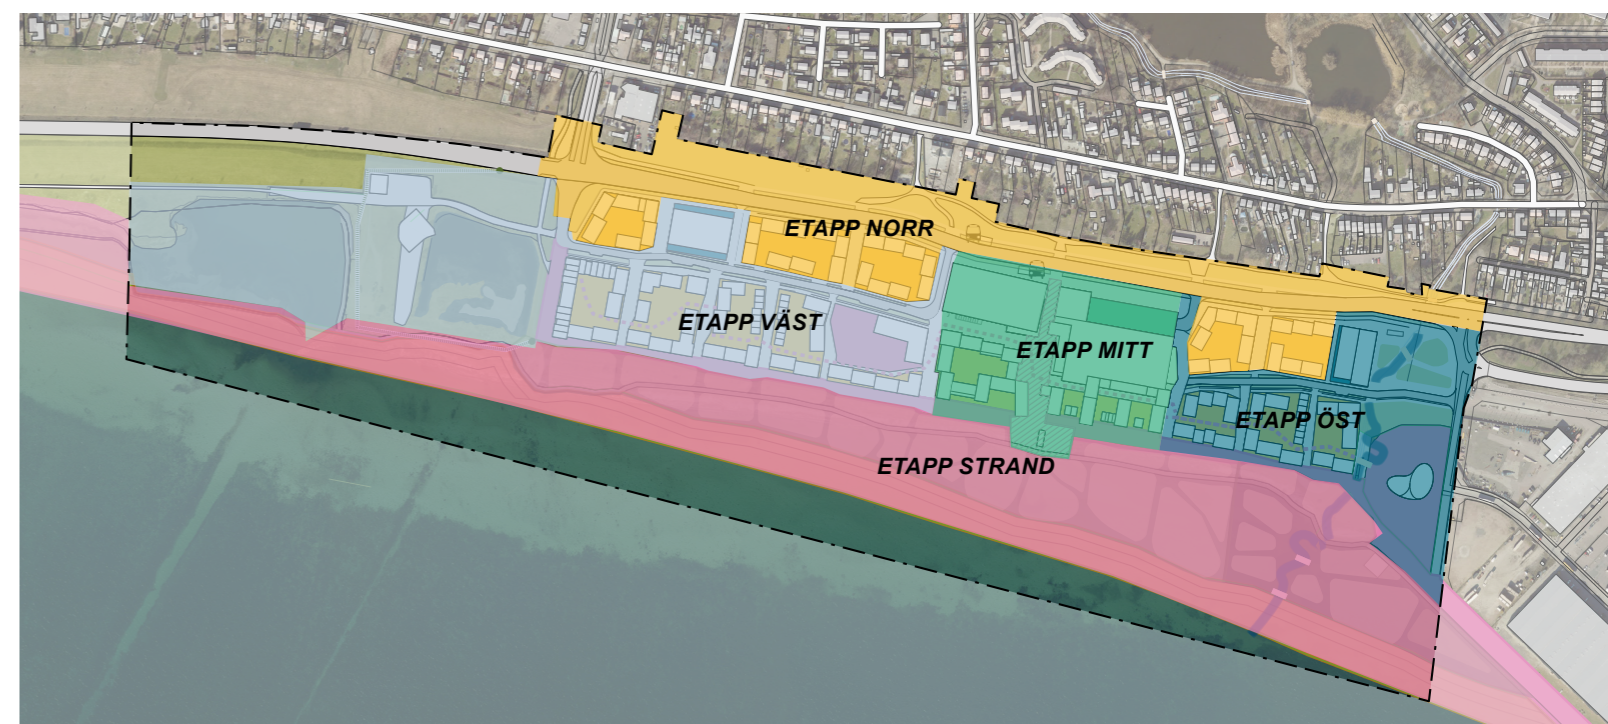 ETAPP NORR
ETAPP VÄST
ETAPP MITT
ETAPP ÖST
ETAPP STRAND